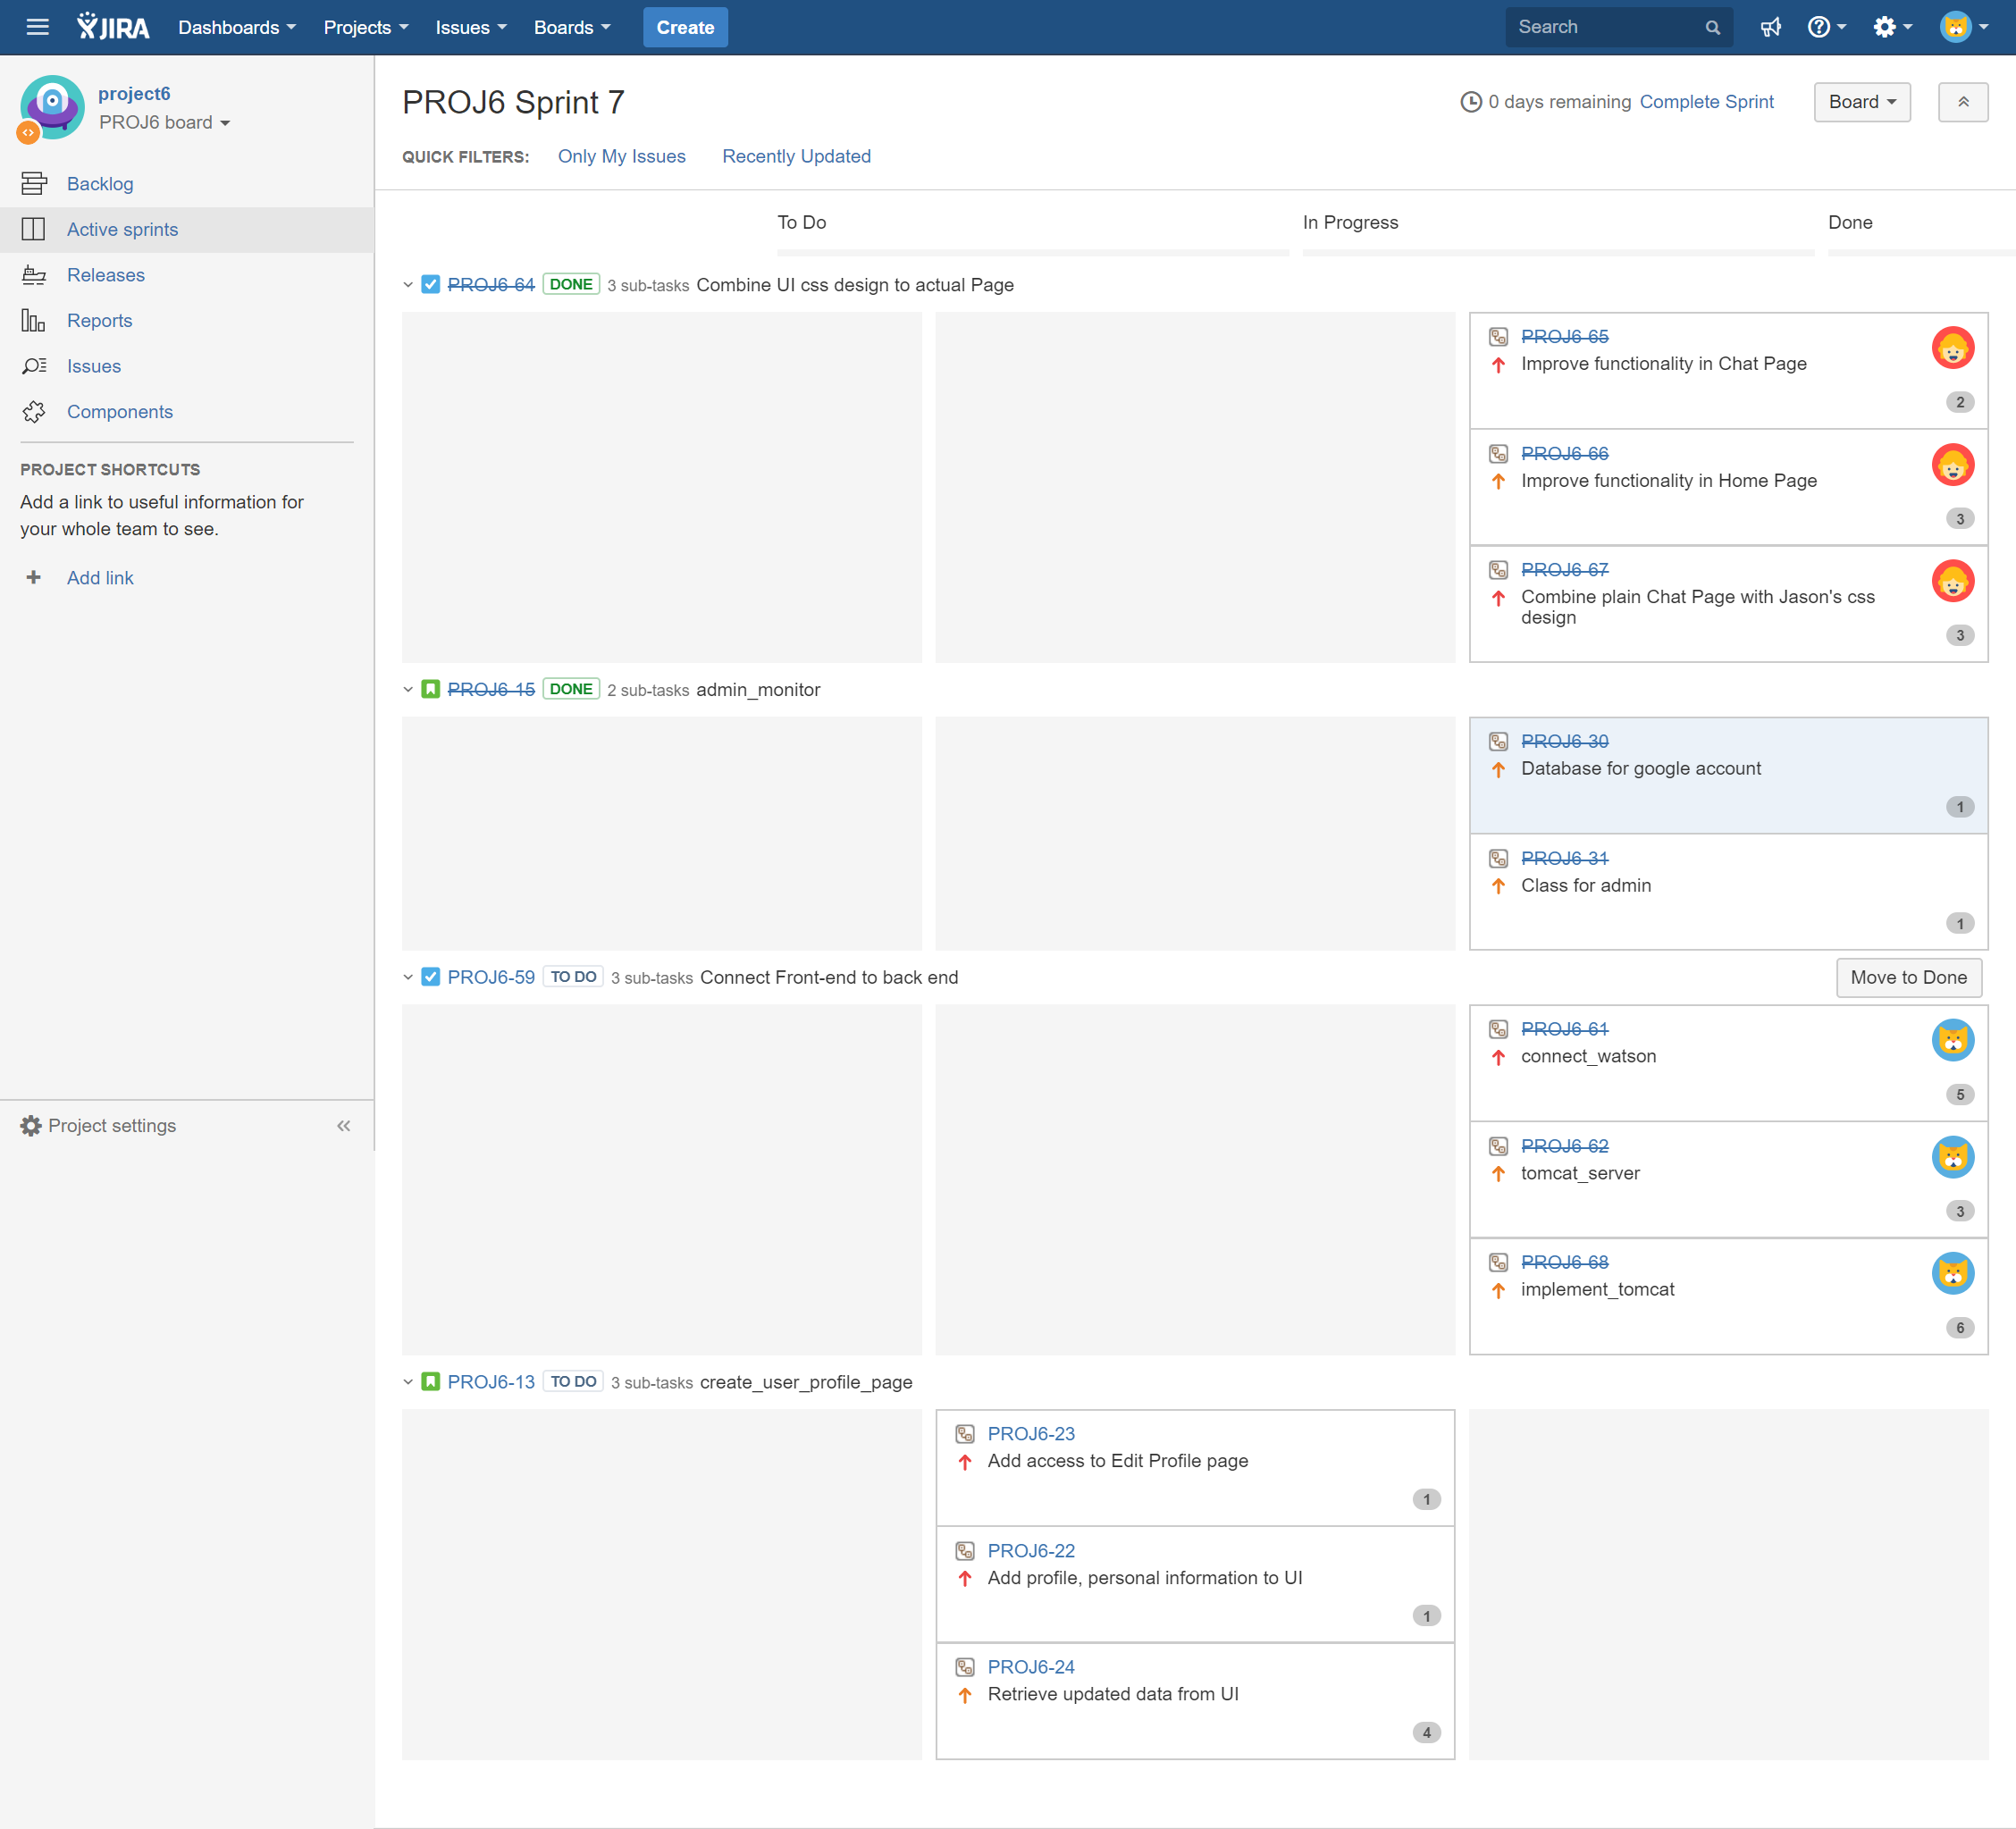 JIRA Dashboards Projects Issues Boards Create Search
project6
PROJ6 board
Backlog
Active sprints
Releases
Reports
Issues
Components
PROJECT SHORTCUTS
Add a link to useful information for
your whole team to see.
Add link
Project settings
PROJ6 Sprint 7
0 days remaining Complete Sprint Board
QUICK FILTERS: Only My Issues Recently Updated
To Do In Progress Done
PROJ6-64 DONE 3 sub-tasks Combine UI css design to actual Page
PROJ6-65
Improve functionality in Chat Page
2
PROJ6-66
Improve functionality in Home Page
3
PROJ6-67
Combine plain Chat Page with Jason's css
design
3
PROJ6-15 DONE 2 sub-tasks admin_monitor
PROJ6-30
Database for google account
1
PROJ6-31
Class for admin
1
PROJ6-59 TO DO 3 sub-tasks Connect Front-end to back end Move to Done
PROJ6-61
connect_watson
5
PROJ6-62
tomcat_server
3
PROJ6-68
implement_tomcat
6
PROJ6-13 TO DO 3 sub-tasks create_user_profile_page
PROJ6-23
Add access to Edit Profile page
1
PROJ6-22
Add profile, personal information to UI
1
PROJ6-24
Retrieve updated data from UI
4